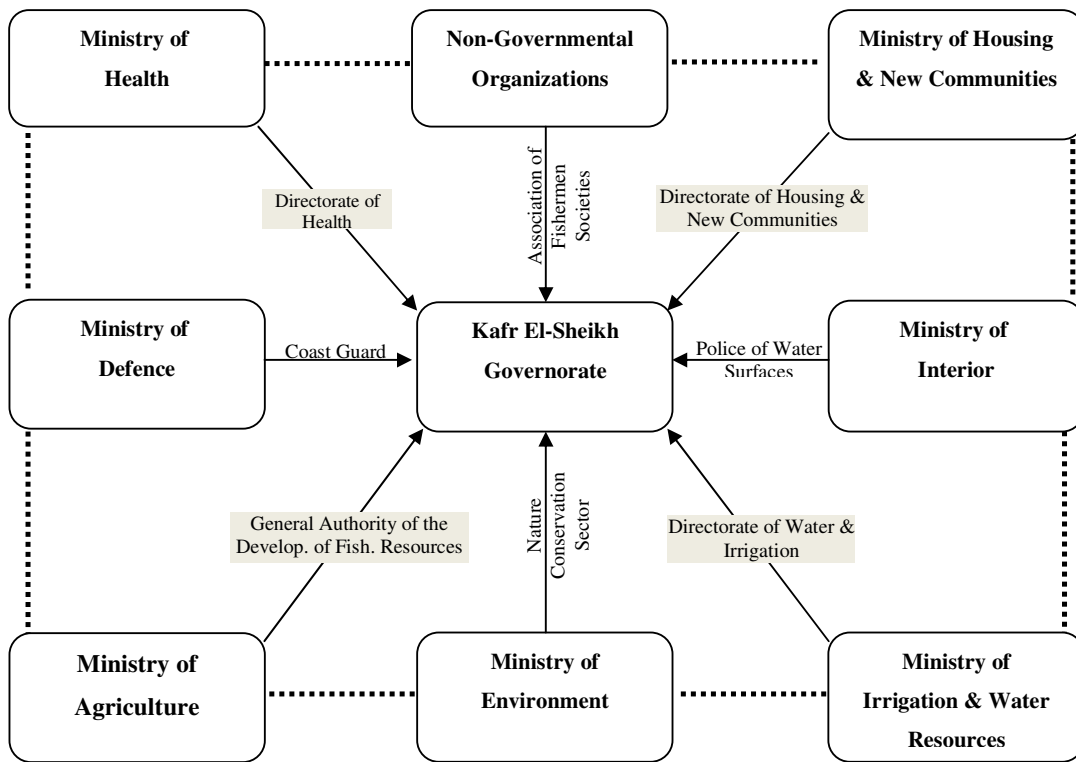 Ministry of
Health
Non-Governmental
Organizations
Ministry of Housing
& New Communities
Directorate of
Health
Association of
Fishermen
Societies
Directorate of Housing &
New Communities
Ministry of
Defence
Coast Guard
Kafr El-Sheikh
Governorate
Police of Water
Surfaces
Ministry of
Interior
General Authority of the
Develop. of Fish. Resources
Nature
Conservation
Sector
Directorate of Water &
Irrigation
Ministry of
Agriculture
Ministry of
Environment
Ministry of
Irrigation & Water
Resources